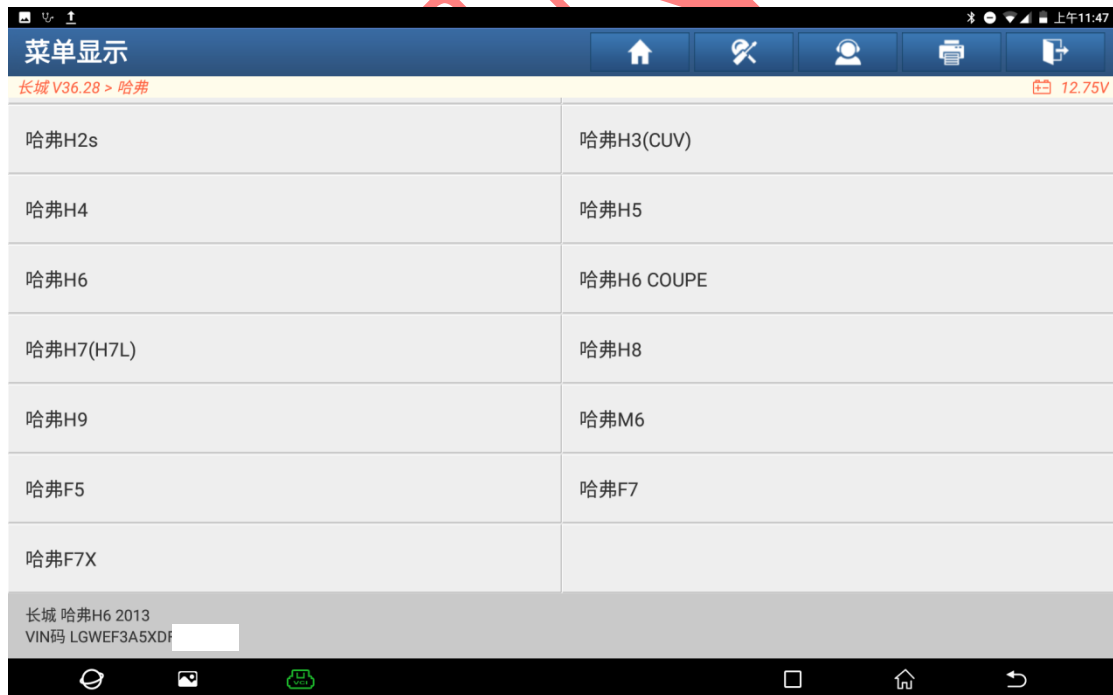 上午11:47
菜单显示
长城 V36.28 > 哈弗
12.75V
哈弗H2s
哈弗H3(CUV)
哈弗H4
哈弗H5
哈弗H6
哈弗H6 COUPE
哈弗H7(H7L)
哈弗H8
哈弗H9
哈弗M6
哈弗F5
哈弗F7
哈弗F7X
长城 哈弗H6 2013
VIN码 LGWEF3A5XDF
VCI